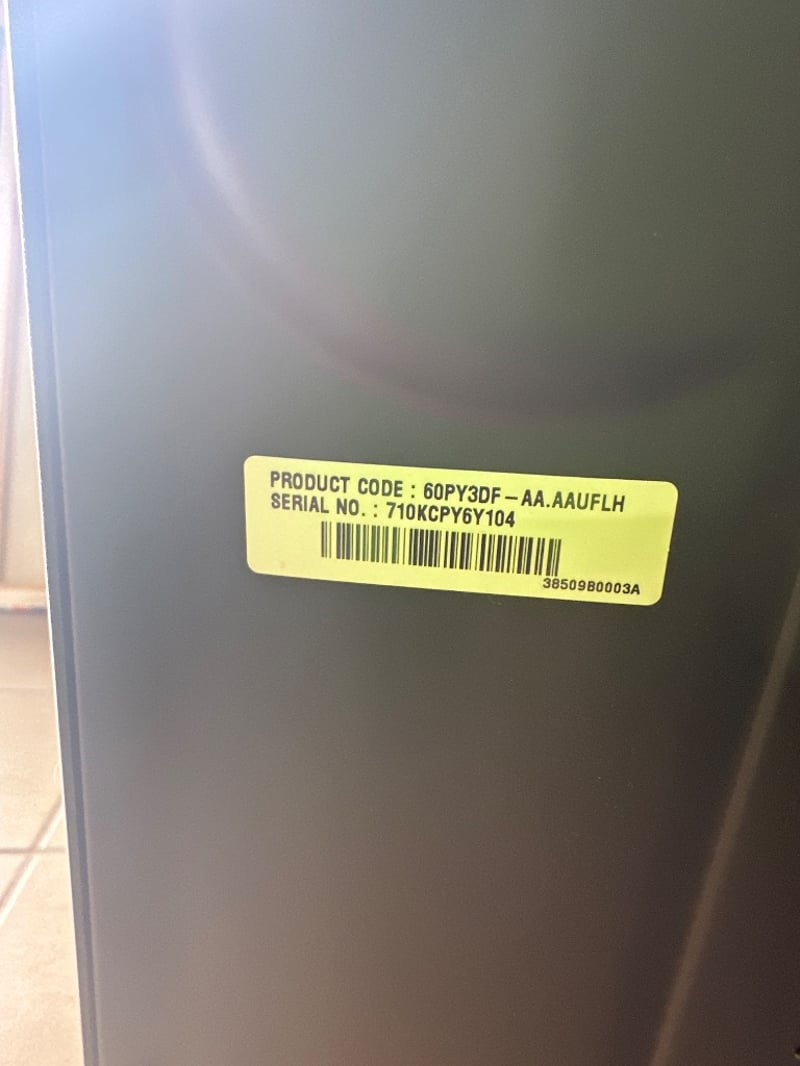 PRODUCT CODE : 60PY3DF-AA.AAUFLH
SERIAL NO. : 710KCPY6Y104
38509B0003A